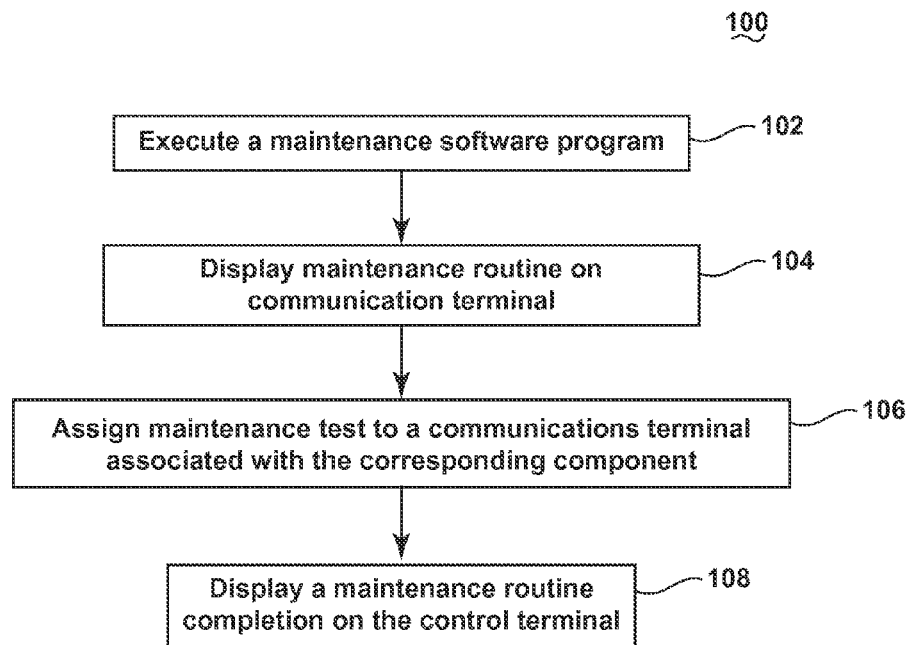 100
Execute a maintenance software program
102
Display maintenance routine on
communication terminal
104
Assign maintenance test to a communications terminal
associated with the corresponding component
106
Display a maintenance routine
completion on the control terminal
108